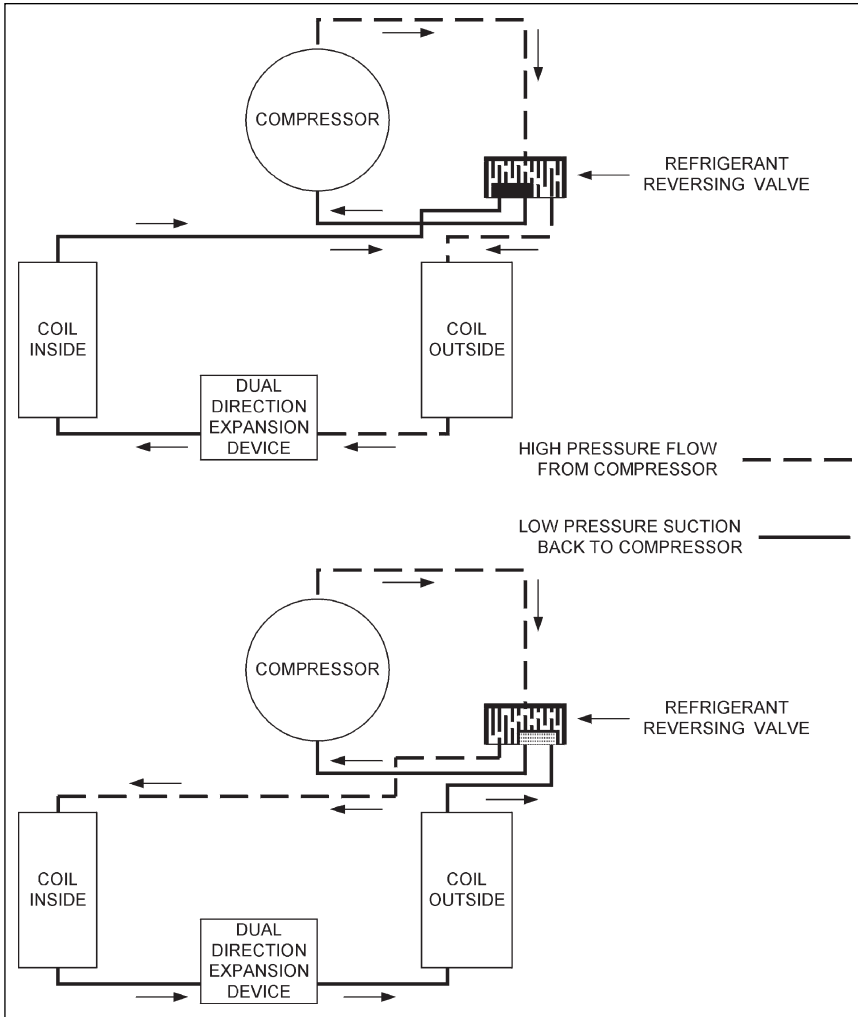 COMPRESSOR
REFRIGERANT
REVERSING VALVE
COIL
INSIDE
COIL
OUTSIDE
DUAL
DIRECTION
EXPANSION
DEVICE
HIGH PRESSURE FLOW
FROM COMPRESSOR
LOW PRESSURE SUCTION
BACK TO COMPRESSOR
COMPRESSOR
REFRIGERANT
REVERSING VALVE
COIL
INSIDE
COIL
OUTSIDE
DUAL
DIRECTION
EXPANSION
DEVICE